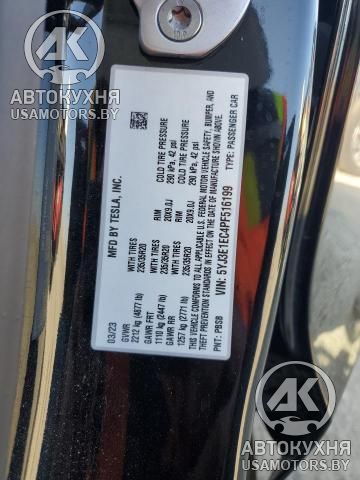 АВТОКУХНЯ
USAMOTORS.BY
MFD BY TESLA, INC.
03/23
GVWR
2212 kg (4877 lb)
GAWR FRT
1110 kg (2447 lb)
WITH TIRES
235/35R20
RIM
20X9.0J
COLD TIRE PRESSURE
290 kPa, 42 psi
GAWR RR
1257 kg (2771 lb)
WITH TIRES
235/35R20
RIM
20X9.0J
COLD TIRE PRESSURE
290 kPa, 42 psi
THIS VEHICLE CONFORMS TO ALL APPLICABLE U.S. FEDERAL MOTOR VEHICLE SAFETY, BUMPER, AND
THEFT PREVENTION STANDARDS IN EFFECT ON THE DATE OF MANUFACTURE SHOWN ABOVE.
VIN: 5YJ3E1EC4PF516199
TYPE: PASSENGER CAR
PNT: PBSB
АВТОКУХНЯ
USAMOTORS.BY